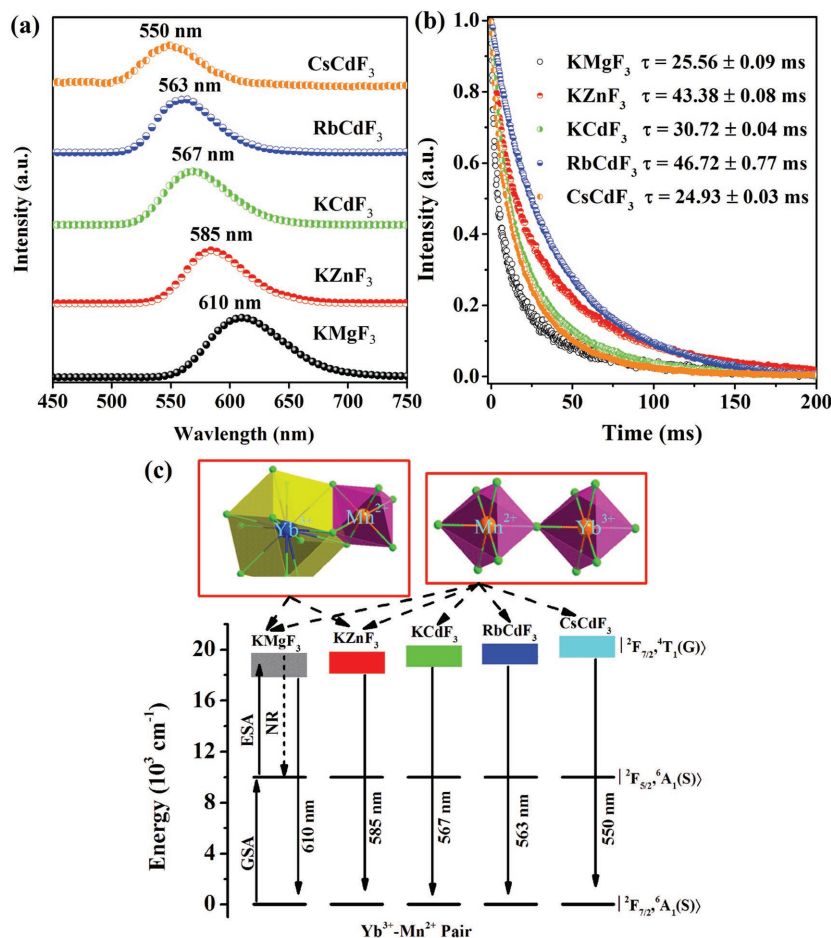 (a)
550 nm
CsCdF3
563 nm
RbCdF3
567 nm
KCdF3
585 nm
KZnF3
610 nm
KMgF3
Intensity (a.u.)
450 500 550 600 650 700 750
Wavlength (nm)
(b)
1.0
0.8
0.6
0.4
0.2
0.0
Intensity (a.u.)
KMgF3 τ = 25.56 ± 0.09 ms
KZnF3 τ = 43.38 ± 0.08 ms
KCdF3 τ = 30.72 ± 0.04 ms
RbCdF3 τ = 46.72 ± 0.77 ms
CsCdF3 τ = 24.93 ± 0.03 ms
0 50 100 150 200
Time (ms)
(c)
Yb3+ Mn2+
Mn2+ Yb3+
KMgF3 KZnF3 KCdF3 RbCdF3 CsCdF3
20
16
12
8
4
0
Energy (10^3 cm^-1)
|2F7/2,4T1(G)⟩
ESA
NR
|2F5/2,6A1(S)⟩
GSA
610 nm
585 nm
567 nm
563 nm
550 nm
|2F7/2,6A1(S)⟩
Yb3+-Mn2+ Pair